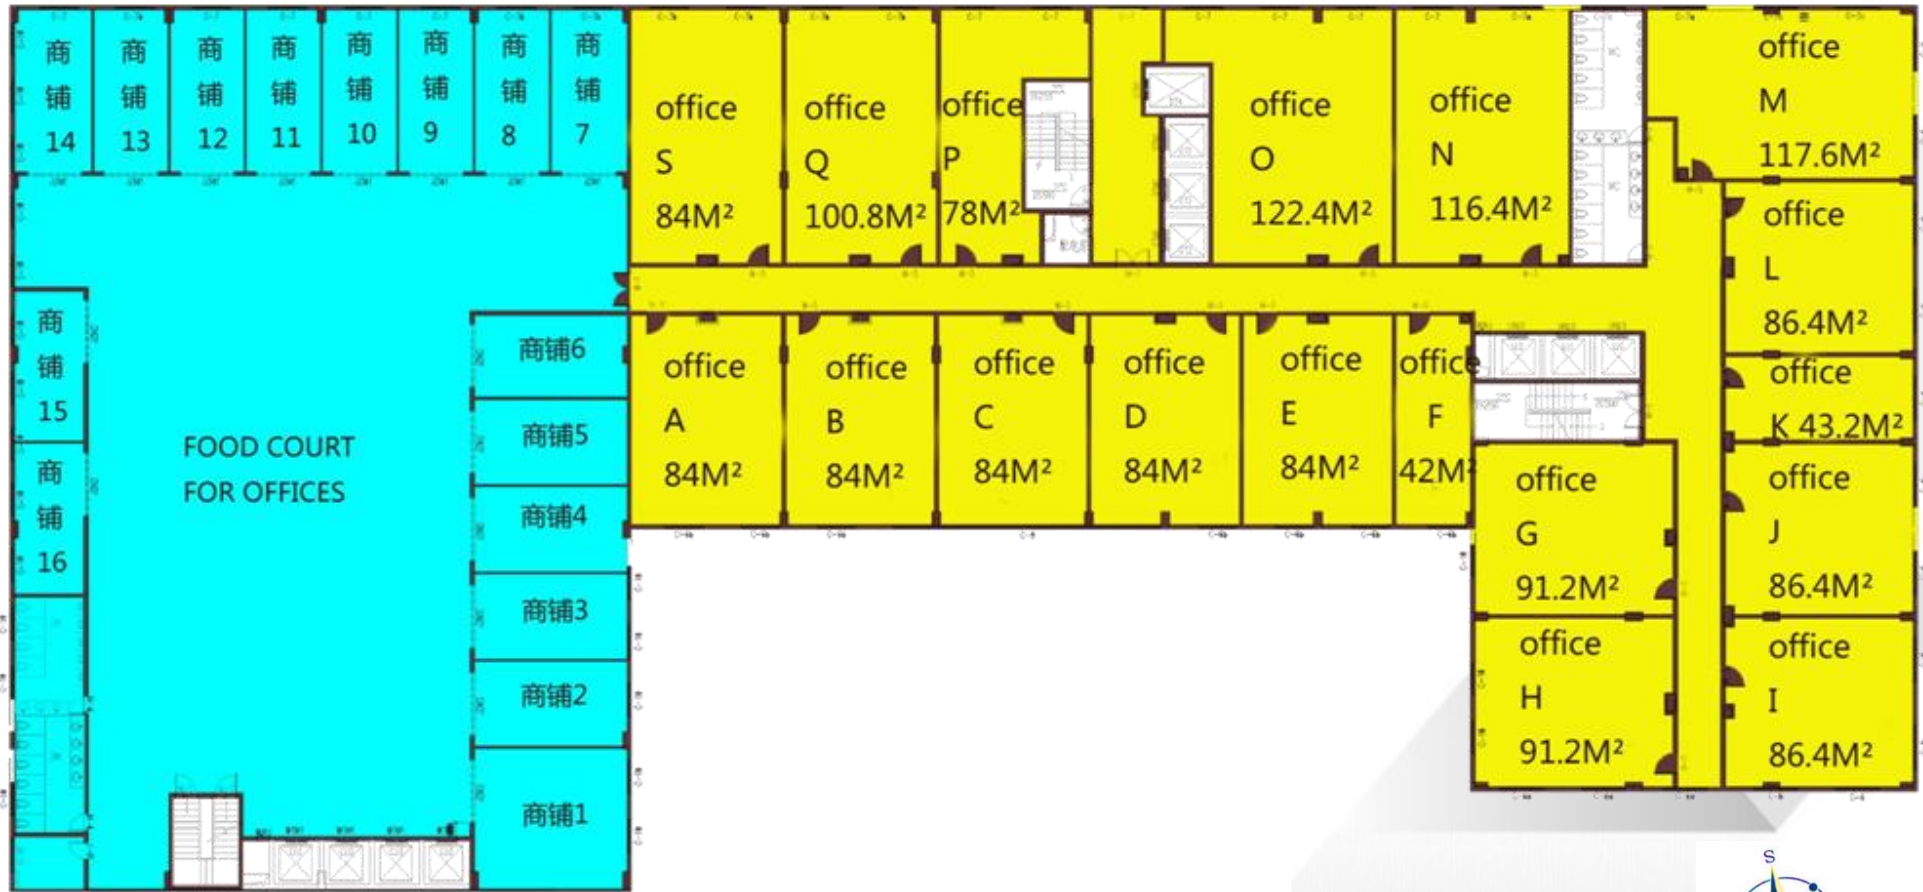 商
铺
14
商
铺
13
商
铺
12
商
铺
11
商
铺
10
商
铺
9
商
铺
8
商
铺
7
office
S
84M²
office
Q
100.8M²
office
P
78M²
office
O
122.4M²
office
N
116.4M²
office
M
117.6M²
office
L
86.4M²
office
K 43.2M²
office
J
86.4M²
office
I
86.4M²
商
铺
15
商
铺
16
FOOD COURT
FOR OFFICES
商铺6
商铺5
商铺4
商铺3
商铺2
商铺1
office
A
84M²
office
B
84M²
office
C
84M²
office
D
84M²
office
E
84M²
office
F
42M²
office
G
91.2M²
office
H
91.2M²
S